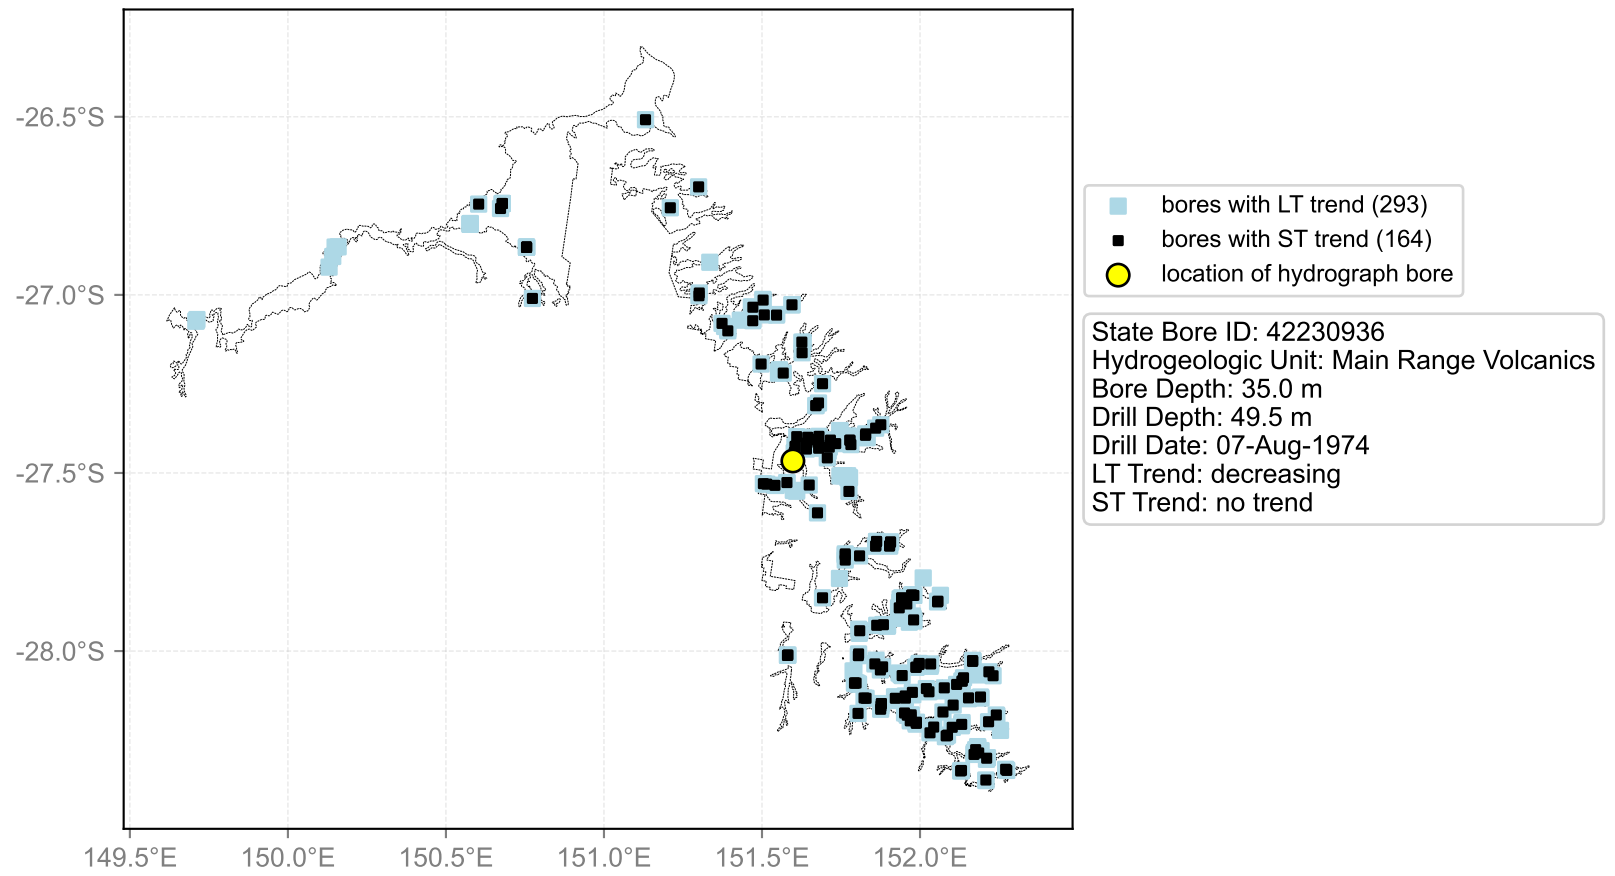 -26.5°S
-27.0°S
-27.5°S
-28.0°S
149.5°E 150.0°E 150.5°E 151.0°E 151.5°E 152.0°E
bores with LT trend (293)
bores with ST trend (164)
location of hydrograph bore
State Bore ID: 42230936
Hydrogeologic Unit: Main Range Volcanics
Bore Depth: 35.0 m
Drill Depth: 49.5 m
Drill Date: 07-Aug-1974
LT Trend: decreasing
ST Trend: no trend